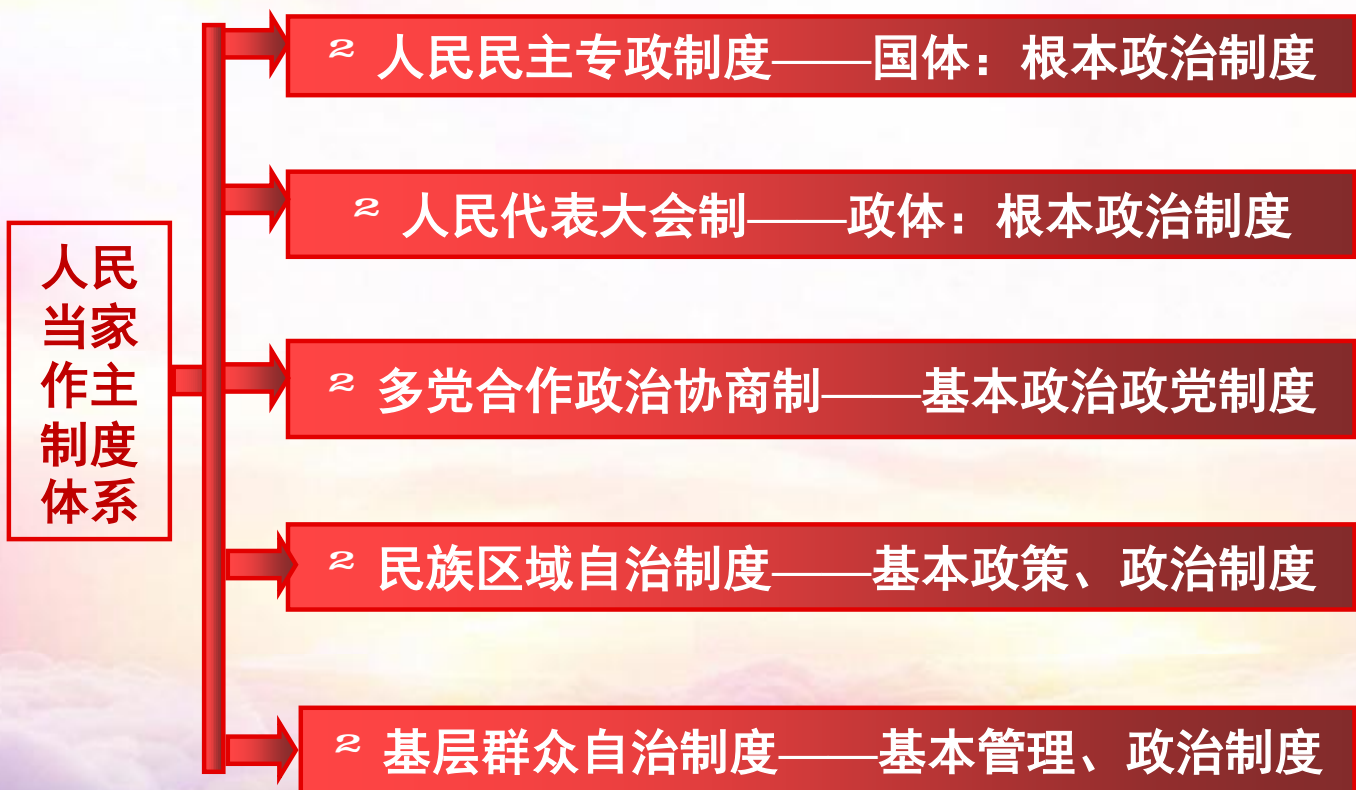 人民
当家
作主
制度
体系
² 人民民主专政制度——国体：根本政治制度
² 人民代表大会制——政体：根本政治制度
² 多党合作政治协商制——基本政治政党制度
² 民族区域自治制度——基本政策、政治制度
² 基层群众自治制度——基本管理、政治制度